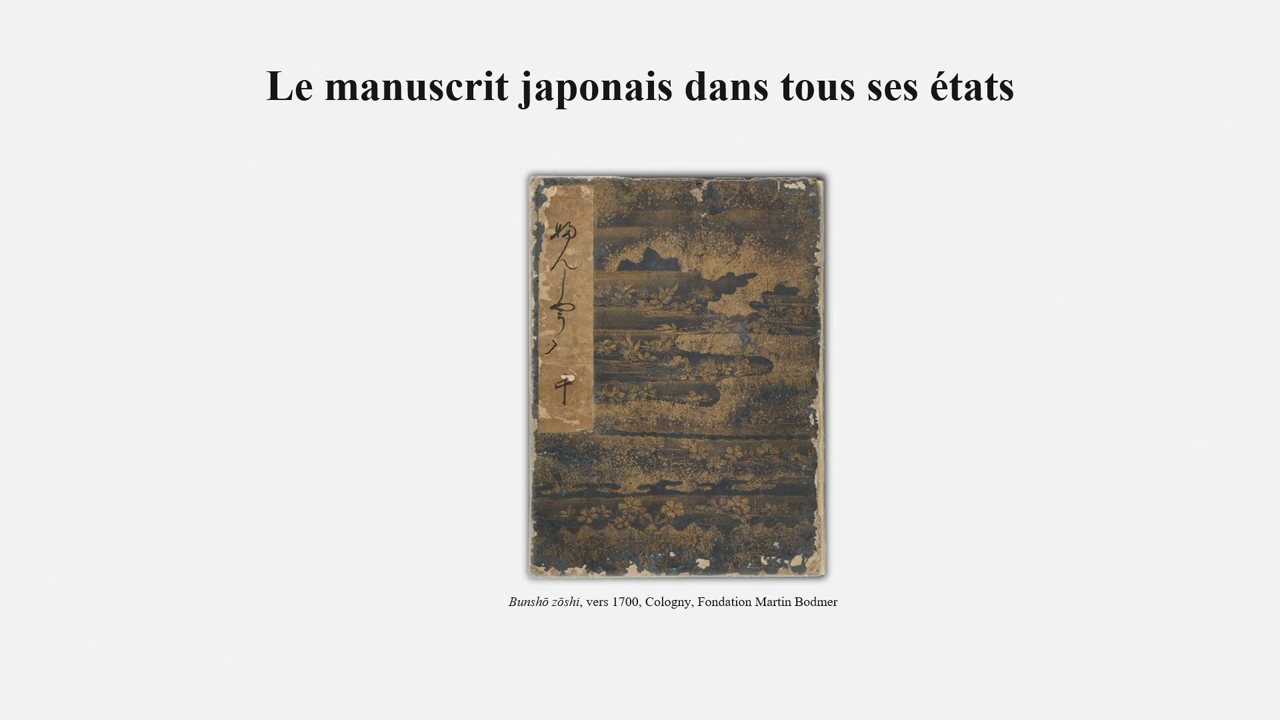 Le manuscrit japonais dans tous ses états
Bunshō zōshi, vers 1700, Cologny, Fondation Martin Bodmer